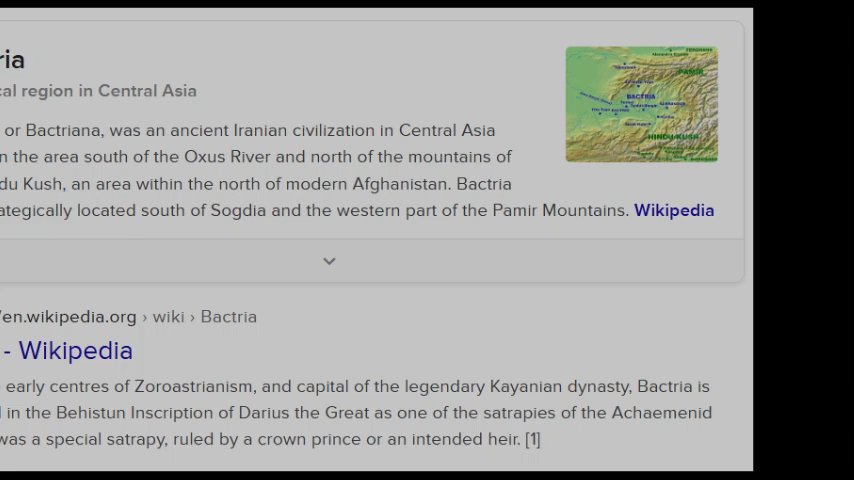 ria
cal region in Central Asia
or Bactriana, was an ancient Iranian civilization in Central Asia
n the area south of the Oxus River and north of the mountains of
du Kush, an area within the north of modern Afghanistan. Bactria
ategically located south of Sogdia and the western part of the Pamir Mountains. Wikipedia
PAMIR
BACTRIA
HINDU KUSH
/en.wikipedia.org › wiki › Bactria
- Wikipedia
early centres of Zoroastrianism, and capital of the legendary Kayanian dynasty, Bactria is
l in the Behistun Inscription of Darius the Great as one of the satrapies of the Achaemenid
was a special satrapy, ruled by a crown prince or an intended heir. [1]